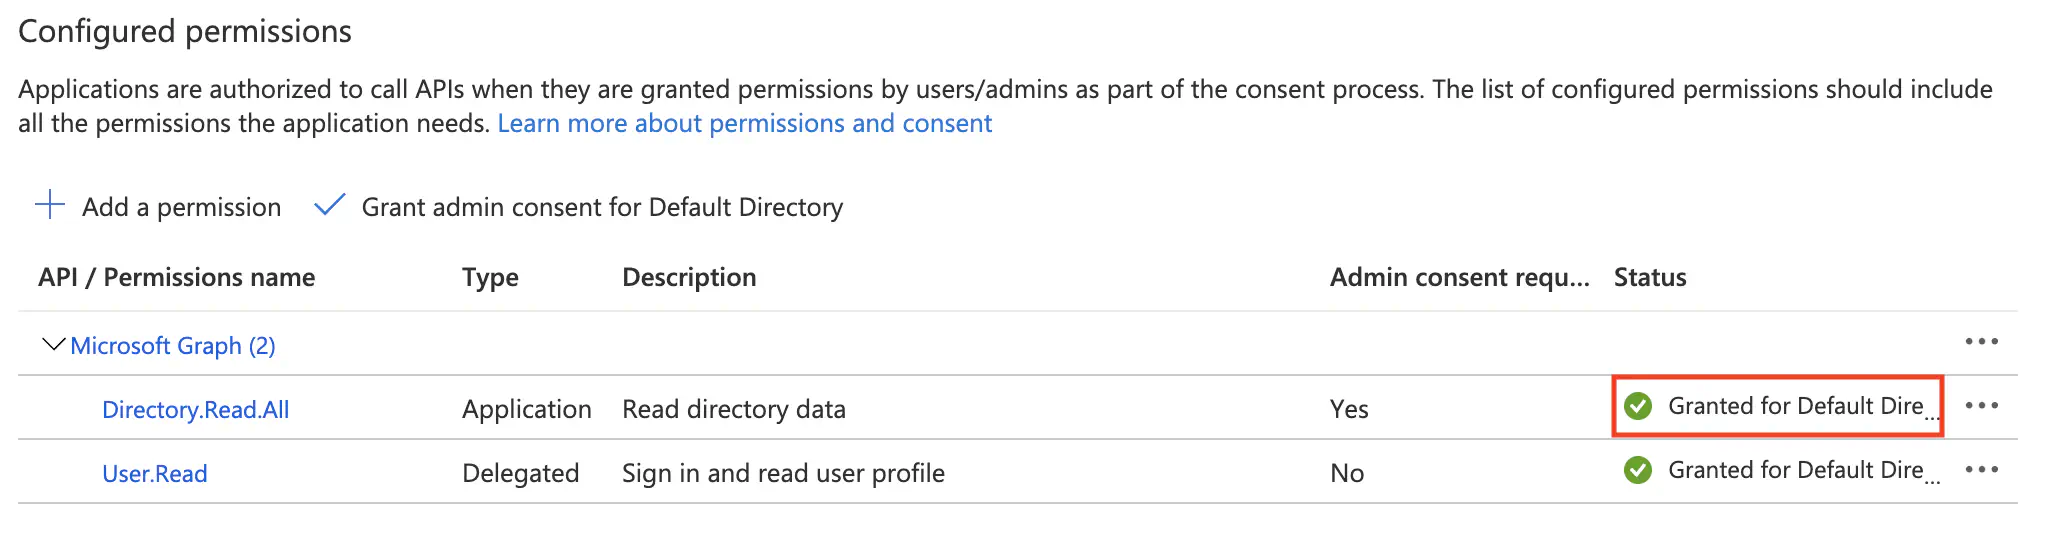 Configured permissions
Applications are authorized to call APIs when they are granted permissions by users/admins as part of the consent process. The list of configured permissions should include
all the permissions the application needs. Learn more about permissions and consent
Add a permission Grant admin consent for Default Directory
API / Permissions name Type Description Admin consent requ... Status
Microsoft Graph (2)
Directory.Read.All Application Read directory data Yes Granted for Default Dire...
User.Read Delegated Sign in and read user profile No Granted for Default Dire...